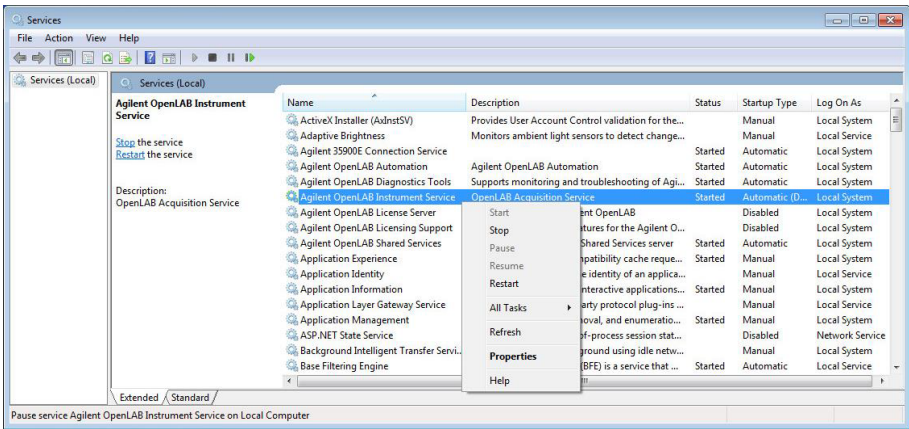 Services
File Action View Help
Services (Local)
Services (Local)
Agilent OpenLAB Instrument Service
Stop the service
Restart the service
Description:
OpenLAB Acquisition Service
Name Description Status Startup Type Log On As
ActiveX Installer (AxInstSV) Provides User Account Control validation for the... Manual Local System
Adaptive Brightness Monitors ambient light sensors to detect change... Manual Local Service
Agilent 35900E Connection Service Started Automatic Local System
Agilent OpenLAB Automation Agilent OpenLAB Automation Started Automatic Local System
Agilent OpenLAB Diagnostics Tools Supports monitoring and troubleshooting of Agi... Started Automatic Local System
Agilent OpenLAB Instrument Service OpenLAB Acquisition Service Started Automatic (D... Local System
Agilent OpenLAB License Server ent OpenLAB Disabled Local System
Agilent OpenLAB Licensing Support atures for the Agilent O... Disabled Local System
Agilent OpenLAB Shared Services Shared Services server Started Automatic Local System
Application Experience npatibility cache reque... Started Manual Local System
Application Identity e identity of an applica... Manual Local Service
Application Information nteractive applications... Started Manual Local System
Application Layer Gateway Service arty protocol plug-ins ... Manual Local Service
Application Management noval, and enumeratio... Started Manual Local System
ASP.NET State Service of-process session stat... Disabled Network Service
Background Intelligent Transfer Servi... ground using idle netw... Manual Local System
Base Filtering Engine (BFE) is a service that ... Started Automatic Local Service
Start
Stop
Pause
Resume
Restart
All Tasks
Refresh
Properties
Help
Extended Standard
Pause service Agilent OpenLAB Instrument Service on Local Computer